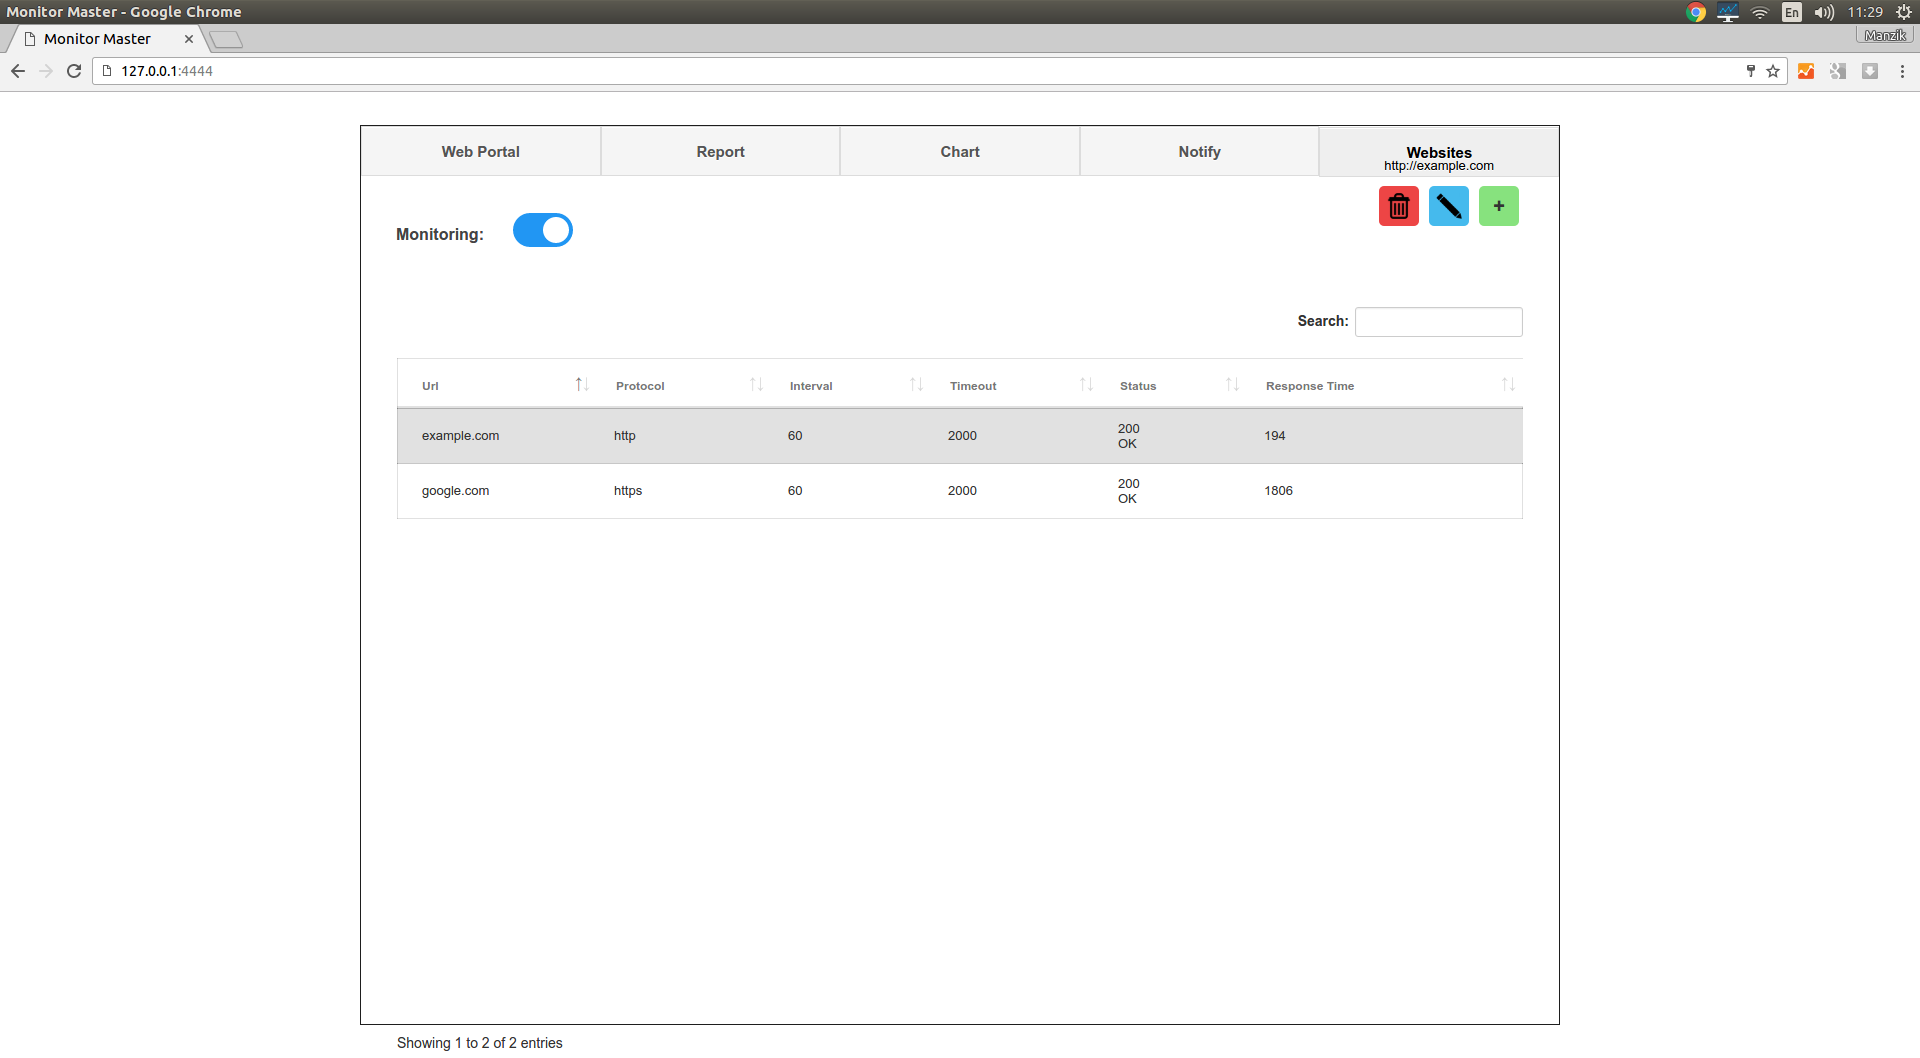 Monitor Master - Google Chrome
En
11:29
Monitor Master
Manzik
127.0.0.1:4444
Web Portal
Report
Chart
Notify
Websites
http://example.com
+
Monitoring:
Search:
Url
Protocol
Interval
Timeout
Status
Response Time
example.com
http
60
2000
200
OK
194
google.com
https
60
2000
200
OK
1806
Showing 1 to 2 of 2 entries